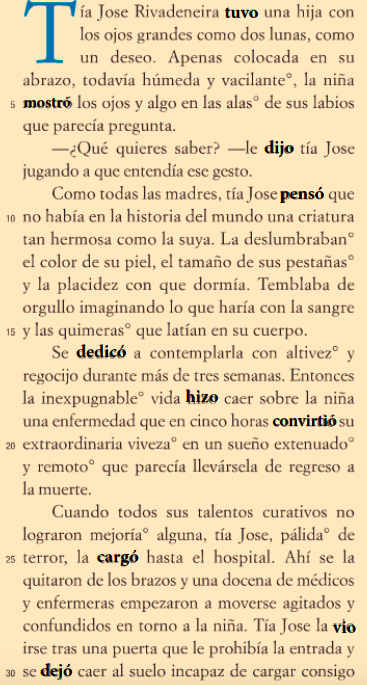 Tía Jose Rivadeneira tuvo una hija con
los ojos grandes como dos lunas, como
un deseo. Apenas colocada en su
abrazo, todavía húmeda y vacilante°, la niña
5 mostró los ojos y algo en las alas° de sus labios
que parecía pregunta.
—¿Qué quieres saber? —le dijo tía Jose
jugando a que entendía ese gesto.
Como todas las madres, tía Jose pensó que
10 no había en la historia del mundo una criatura
tan hermosa como la suya. La deslumbraban°
el color de su piel, el tamaño de sus pestañas°
y la placidez con que dormía. Temblaba de
orgullo imaginando lo que haría con la sangre
15 y las quimeras° que latían en su cuerpo.
Se dedicó a contemplarla con altivez° y
regocijo durante más de tres semanas. Entonces
la inexpugnable° vida hizo caer sobre la niña
una enfermedad que en cinco horas convirtió su
20 extraordinaria viveza° en un sueño extenuado°
y remoto° que parecía llevársela de regreso a
la muerte.
Cuando todos sus talentos curativos no
lograron mejoría° alguna, tía Jose, pálida° de
25 terror, la cargó hasta el hospital. Ahí se la
quitaron de los brazos y una docena de médicos
y enfermeras empezaron a moverse agitados y
confundidos en torno a la niña. Tía Jose la vio
irse tras una puerta que le prohibía la entrada y
30 se dejó caer al suelo incapaz de cargar consigo